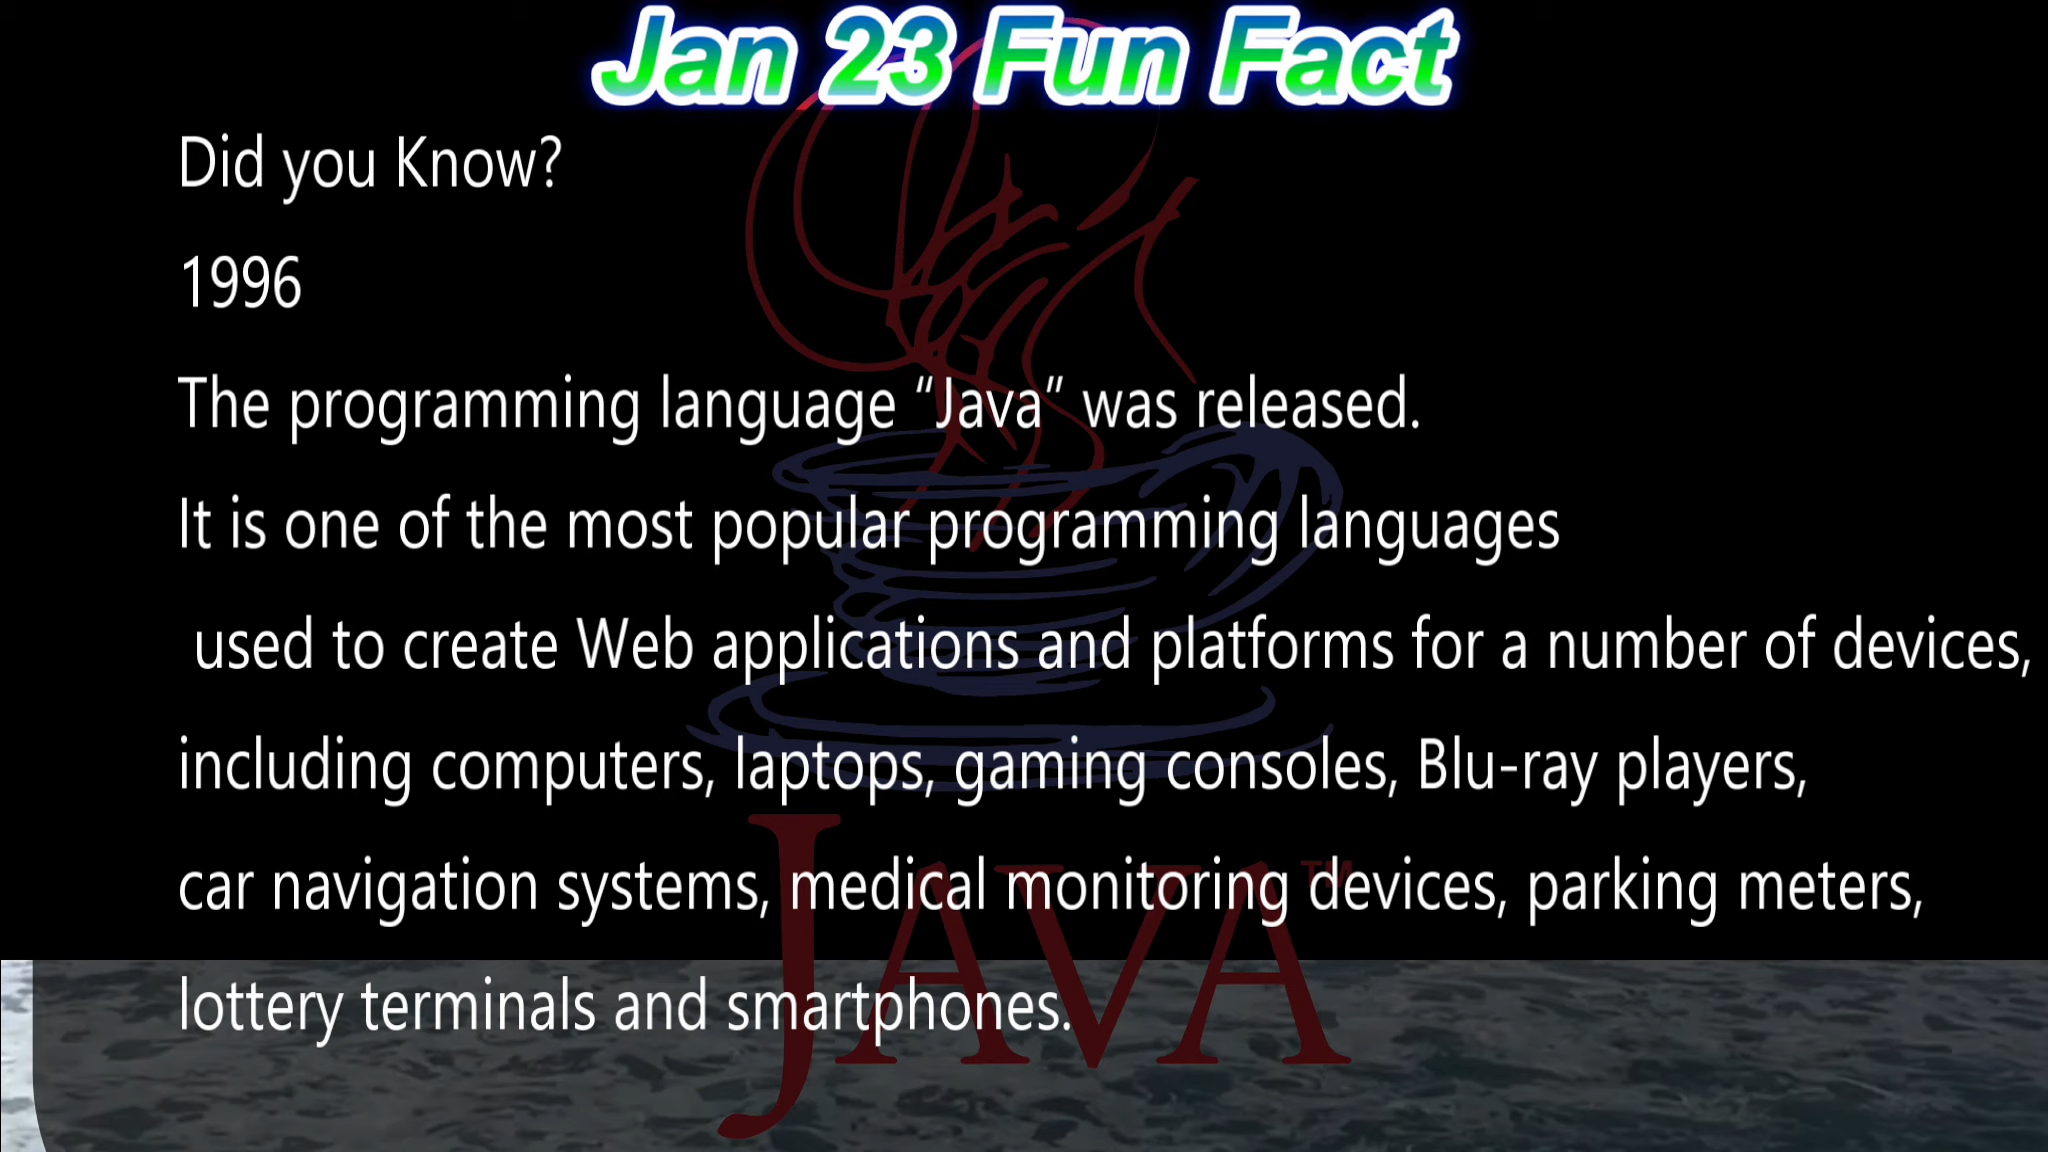 Jan 23 Fun Fact
Did you Know?
1996
The programming language “Java” was released.
It is one of the most popular programming languages
used to create Web applications and platforms for a number of devices,
including computers, laptops, gaming consoles, Blu-ray players,
car navigation systems, medical monitoring devices, parking meters,
lottery terminals and smartphones.
JAVA™